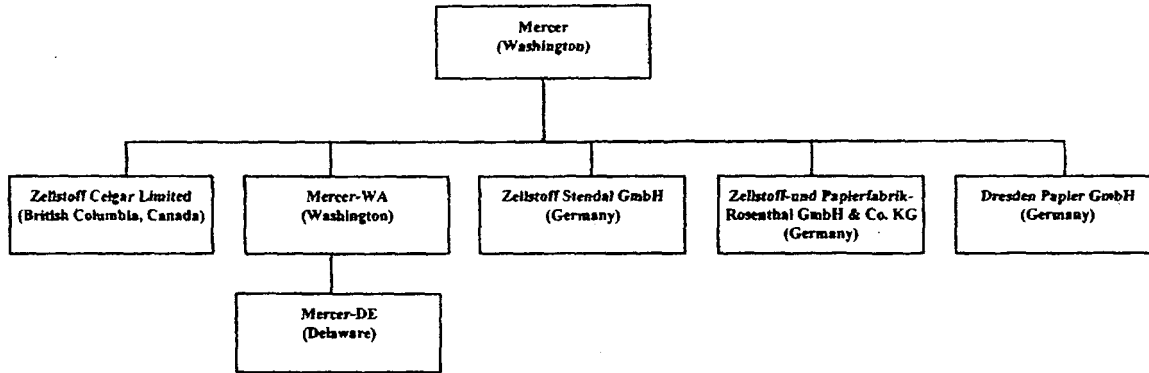 Mercer
(Washington)
Zellstoff Celgar Limited
(British Columbia, Canada)
Mercer-WA
(Washington)
Zellstoff Stendal GmbH
(Germany)
Zellstoff-und Papierfabrik-
Rosenthal GmbH & Co. KG
(Germany)
Dresden Papier GmbH
(Germany)
Mercer-DE
(Delaware)